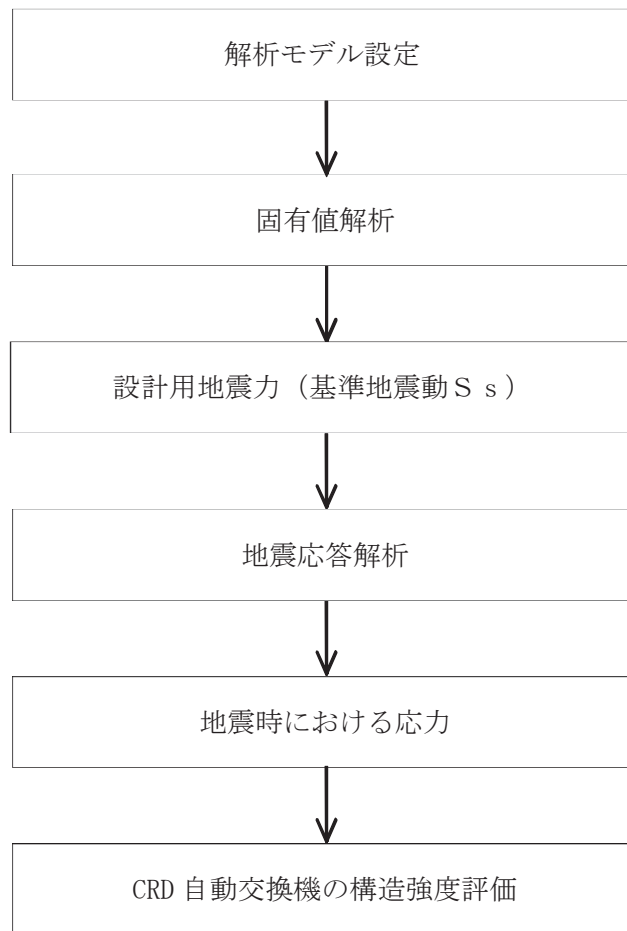 解析モデル設定
固有値解析
設計用地震力（基準地震動Ｓｓ）
地震応答解析
地震時における応力
CRD 自動交換機の構造強度評価